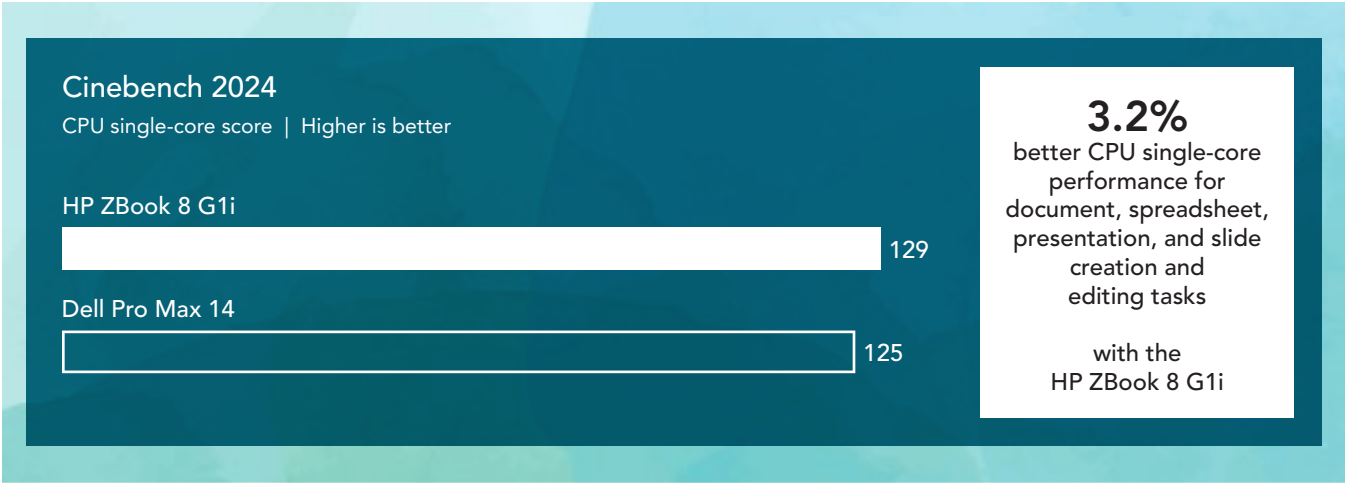 Cinebench 2024
CPU single-core score | Higher is better
HP ZBook 8 G1i
129
Dell Pro Max 14
125
3.2%
better CPU single-core
performance for
document, spreadsheet,
presentation, and slide
creation and
editing tasks
with the
HP ZBook 8 G1i